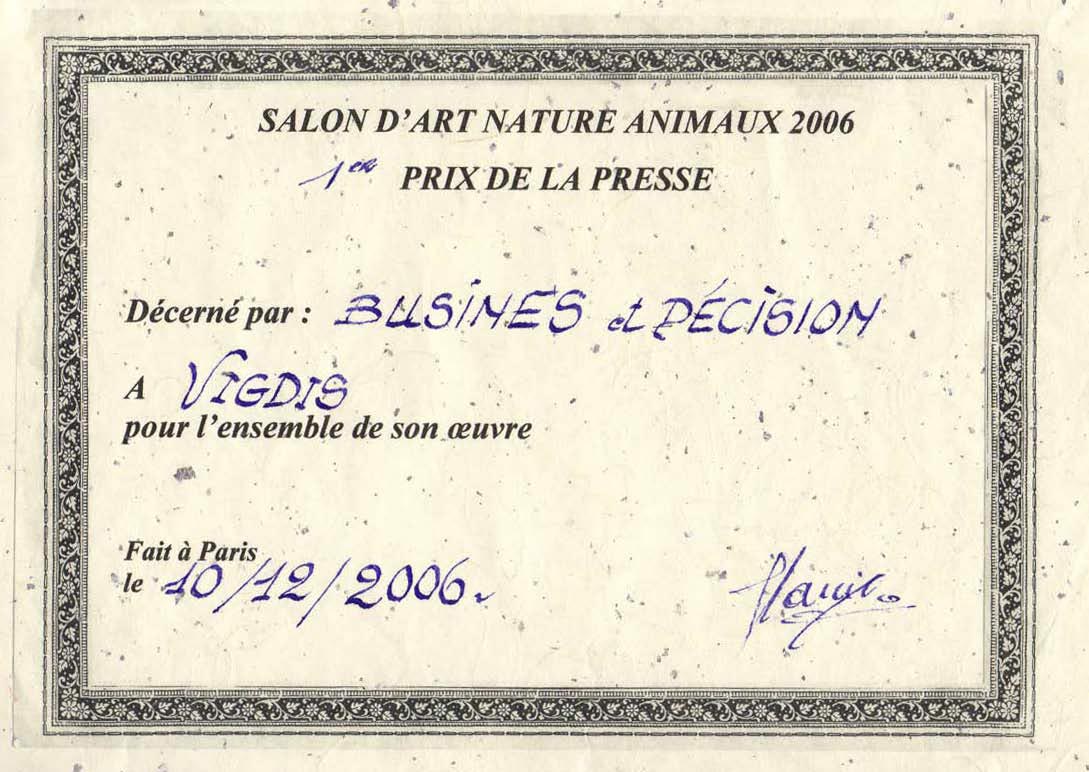 SALON D'ART NATURE ANIMAUX 2006
1er PRIX DE LA PRESSE
Décerné par : BUSINES et DÉCISION
A VIGDIS
pour l'ensemble de son œuvre
Fait à Paris
le 10/12/2006.